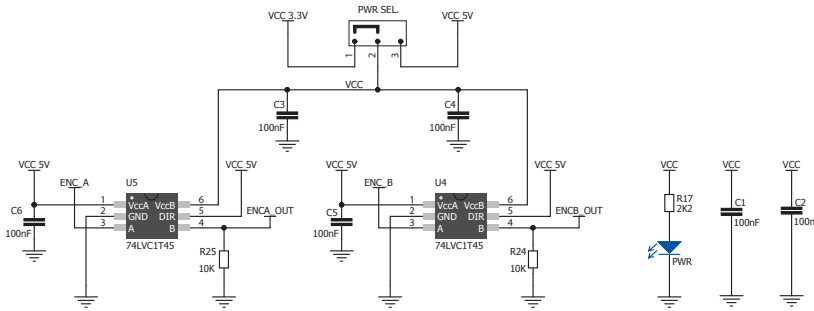 PWR SEL.
VCC 3.3V
VCC 5V
1
2
3
VCC
C3
100nF
C4
100nF
VCC 5V
ENC_A
U5
VCC 5V
1
2
3
VccA
GND
A
VccB
DIR
B
6
5
4
ENCA_OUT
C6
100nF
74LVC1T45
R25
10K
VCC 5V
ENC_B
U4
VCC 5V
1
2
3
VccA
GND
A
VccB
DIR
B
6
5
4
ENCB_OUT
C5
100nF
74LVC1T45
R24
10K
VCC
R17
2K2
PWR
VCC
C1
100nF
VCC
C2
100n